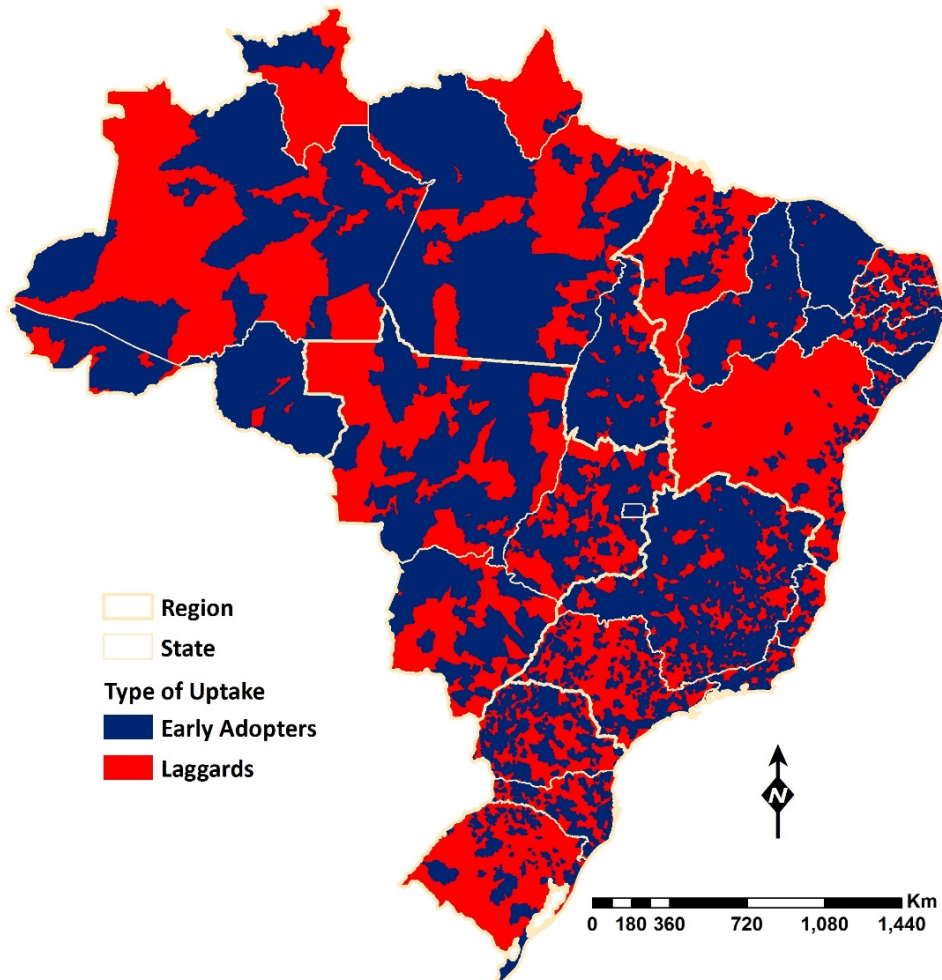 Region
State
Type of Uptake
Early Adopters
Laggards
N
Km
0 180 360 720 1,080 1,440